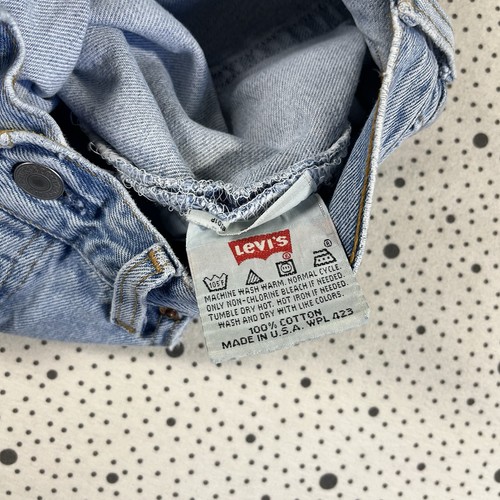 LEVI'S
105F
MACHINE WASH WARM. NORMAL CYCLE.
ONLY NON-CHLORINE BLEACH IF NEEDED.
TUMBLE DRY HOT. HOT IRON IF NEEDED.
WASH AND DRY WITH LIKE COLORS.
100% COTTON
MADE IN U.S.A. WPL 423